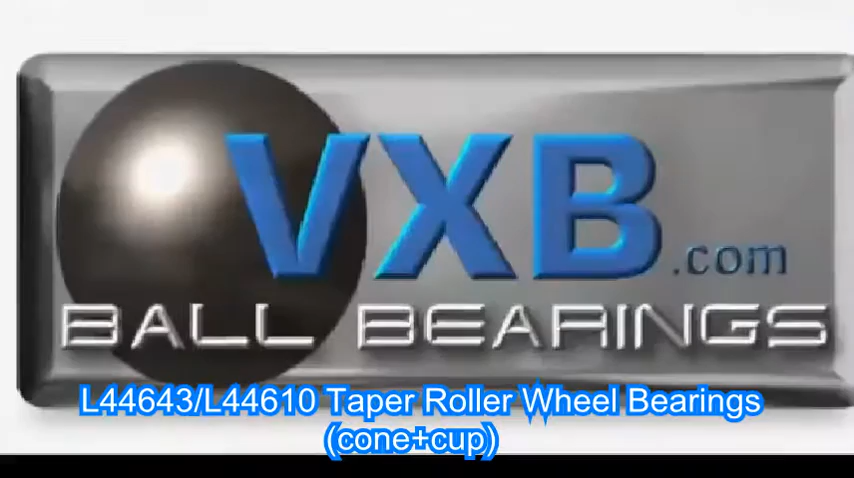 VXB.com
BALL BEARINGS
L44643/L44610 Taper Roller Wheel Bearings
(cone+cup)